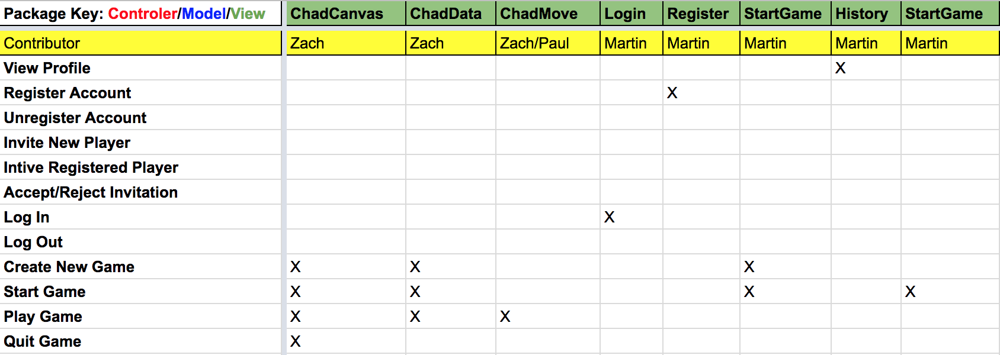 Package Key: Controler/Model/View ChadCanvas ChadData ChadMove Login Register StartGame History StartGame
Contributor Zach Zach Zach/Paul Martin Martin Martin Martin Martin
View Profile X
Register Account X
Unregister Account
Invite New Player
Intive Registered Player
Accept/Reject Invitation
Log In X
Log Out
Create New Game X X X
Start Game X X X X
Play Game X X X
Quit Game X